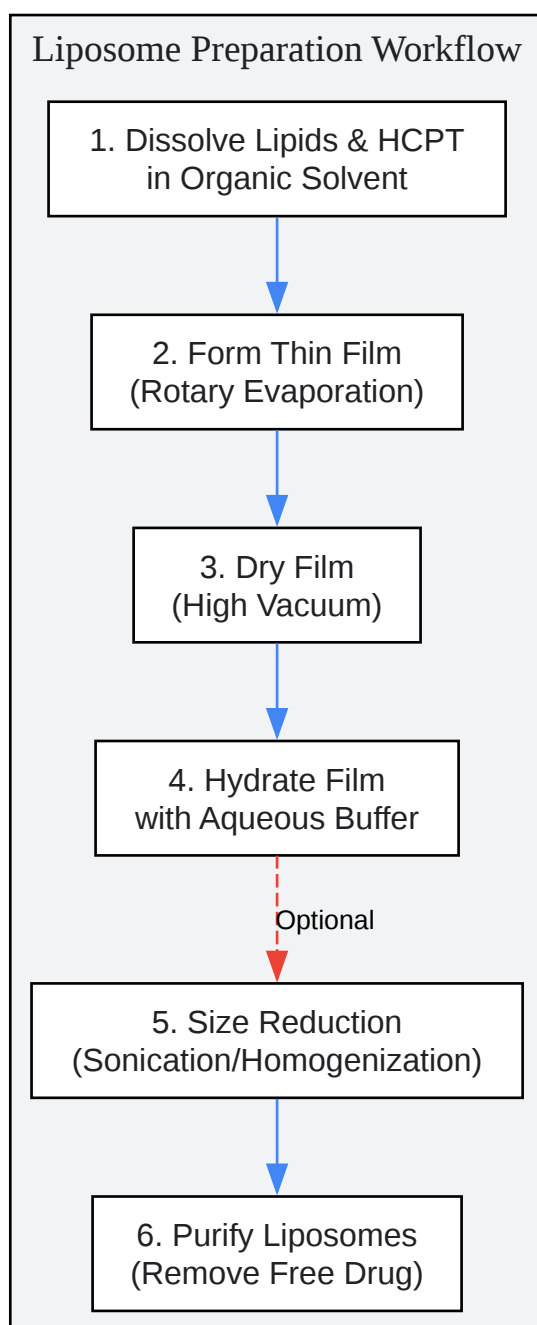 Liposome Preparation Workflow
1. Dissolve Lipids & HCPT
in Organic Solvent
2. Form Thin Film
(Rotary Evaporation)
3. Dry Film
(High Vacuum)
4. Hydrate Film
with Aqueous Buffer
Optional
5. Size Reduction
(Sonication/Homogenization)
6. Purify Liposomes
(Remove Free Drug)